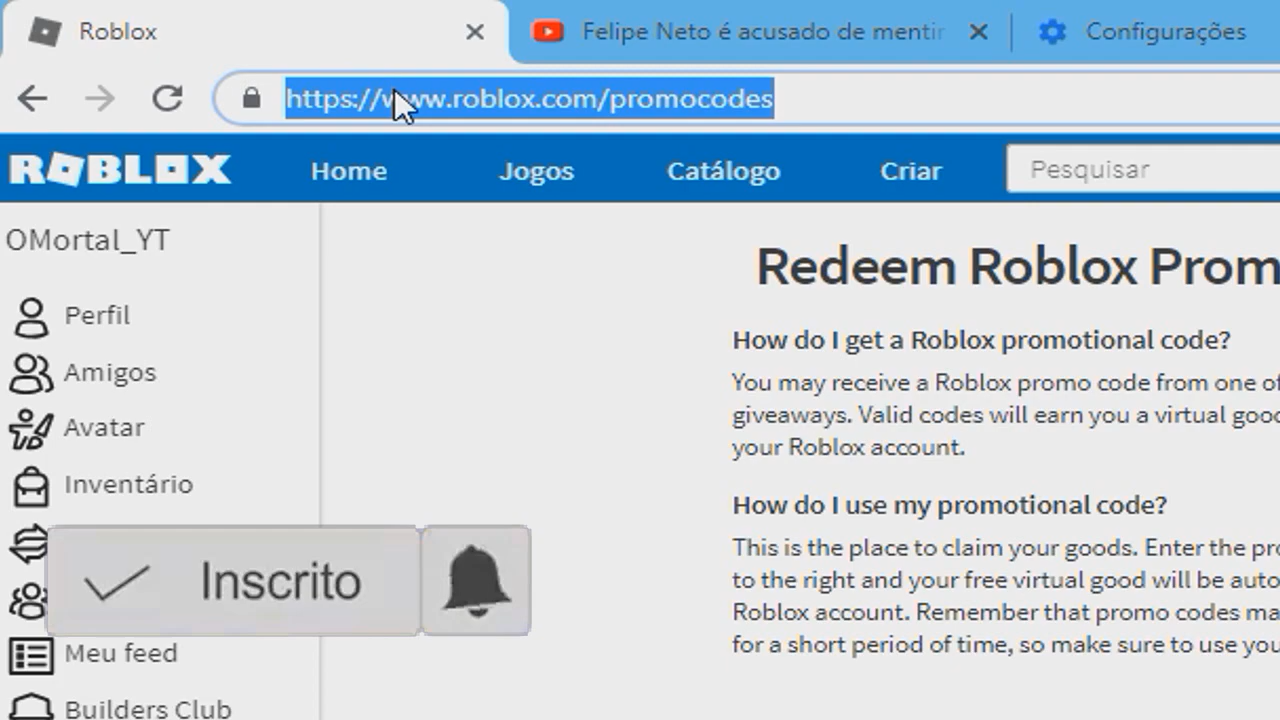 Roblox
Felipe Neto é acusado de mentir
Configurações
https://www.roblox.com/promocodes
ROBLOX
Home
Jogos
Catálogo
Criar
Pesquisar
OMortal_YT
Redeem Roblox Prom
Perfil
How do I get a Roblox promotional code?
Amigos
You may receive a Roblox promo code from one of
giveaways. Valid codes will earn you a virtual good
Avatar
your Roblox account.
Inventário
How do I use my promotional code?
This is the place to claim your goods. Enter the pro
Inscrito
to the right and your free virtual good will be auto
Roblox account. Remember that promo codes ma
for a short period of time, so make sure to use you
Meu feed
Builders Club